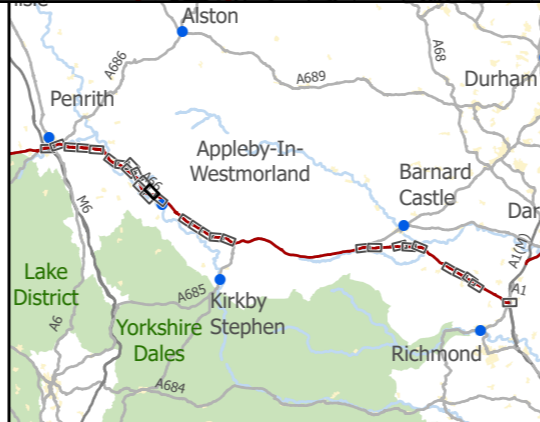 Alston
A686
A68
A689
Durham
Penrith
Appleby-In-
Westmorland
A66
Barnard
Castle
M6
A1(M)
Lake
District
A685
Kirkby
Stephen
A1
A6
Yorkshire
Dales
Richmond
A684